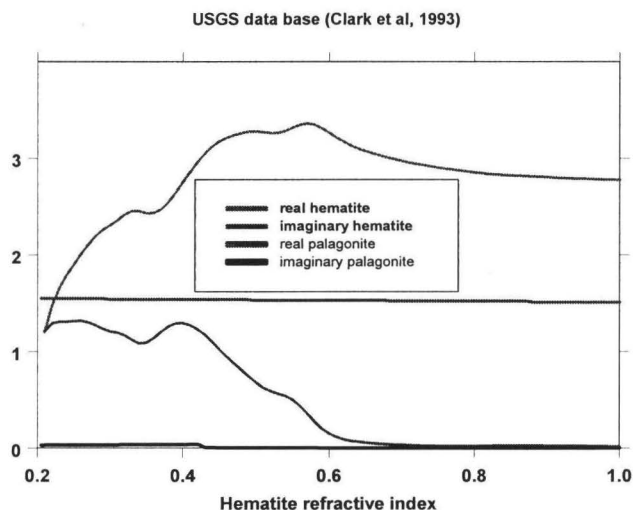 USGS data base (Clark et al, 1993)
3
2
1
0
real hematite
imaginary hematite
real palagonite
imaginary palagonite
0.2 0.4 0.6 0.8 1.0
Hematite refractive index